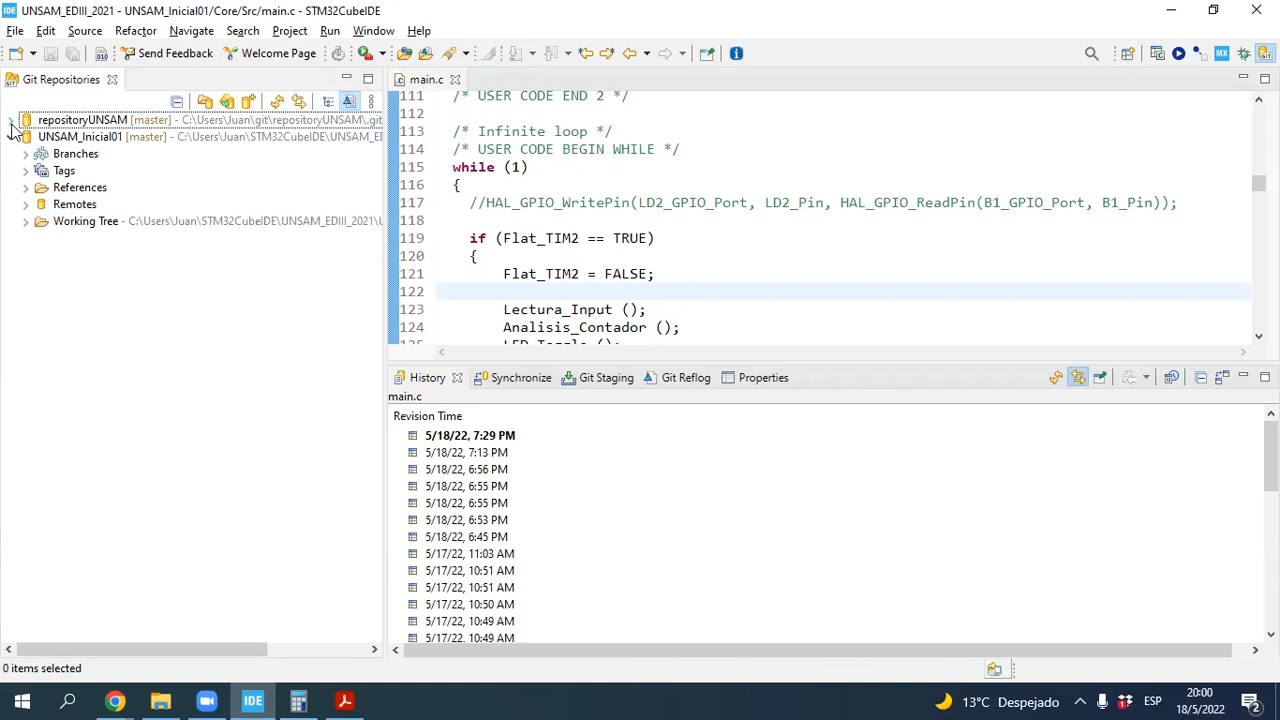 UNSAM_EDIII_2021 - UNSAM_Inicial01/Core/Src/main.c - STM32CubeIDE
File Edit Source Refactor Navigate Search Project Run Window Help
Send Feedback Welcome Page
Git Repositories
repositoryUNSAM [master] - C:\Users\Juan\git\repositoryUNSAM\.git
UNSAM_Inicial01 [master] - C:\Users\Juan\STM32CubeIDE\UNSAM_ED
Branches
Tags
References
Remotes
Working Tree - C:\Users\Juan\STM32CubeIDE\UNSAM_EDIII_2021\U
main.c
111 /* USER CODE END 2 */
112
113 /* Infinite loop */
114 /* USER CODE BEGIN WHILE */
115 while (1)
116 {
117 //HAL_GPIO_WritePin(LD2_GPIO_Port, LD2_Pin, HAL_GPIO_ReadPin(B1_GPIO_Port, B1_Pin));
118
119 if (Flat_TIM2 == TRUE)
120 {
121 Flat_TIM2 = FALSE;
122
123 Lectura_Input ();
124 Analisis_Contador ();
History Synchronize Git Staging Git Reflog Properties
main.c
Revision Time
5/18/22, 7:29 PM
5/18/22, 7:13 PM
5/18/22, 6:56 PM
5/18/22, 6:55 PM
5/18/22, 6:55 PM
5/18/22, 6:53 PM
5/18/22, 6:45 PM
5/17/22, 11:03 AM
5/17/22, 10:51 AM
5/17/22, 10:51 AM
5/17/22, 10:50 AM
5/17/22, 10:49 AM
5/17/22, 10:49 AM
0 items selected
IDE
13°C Despejado
ESP
20:00
18/5/2022
2